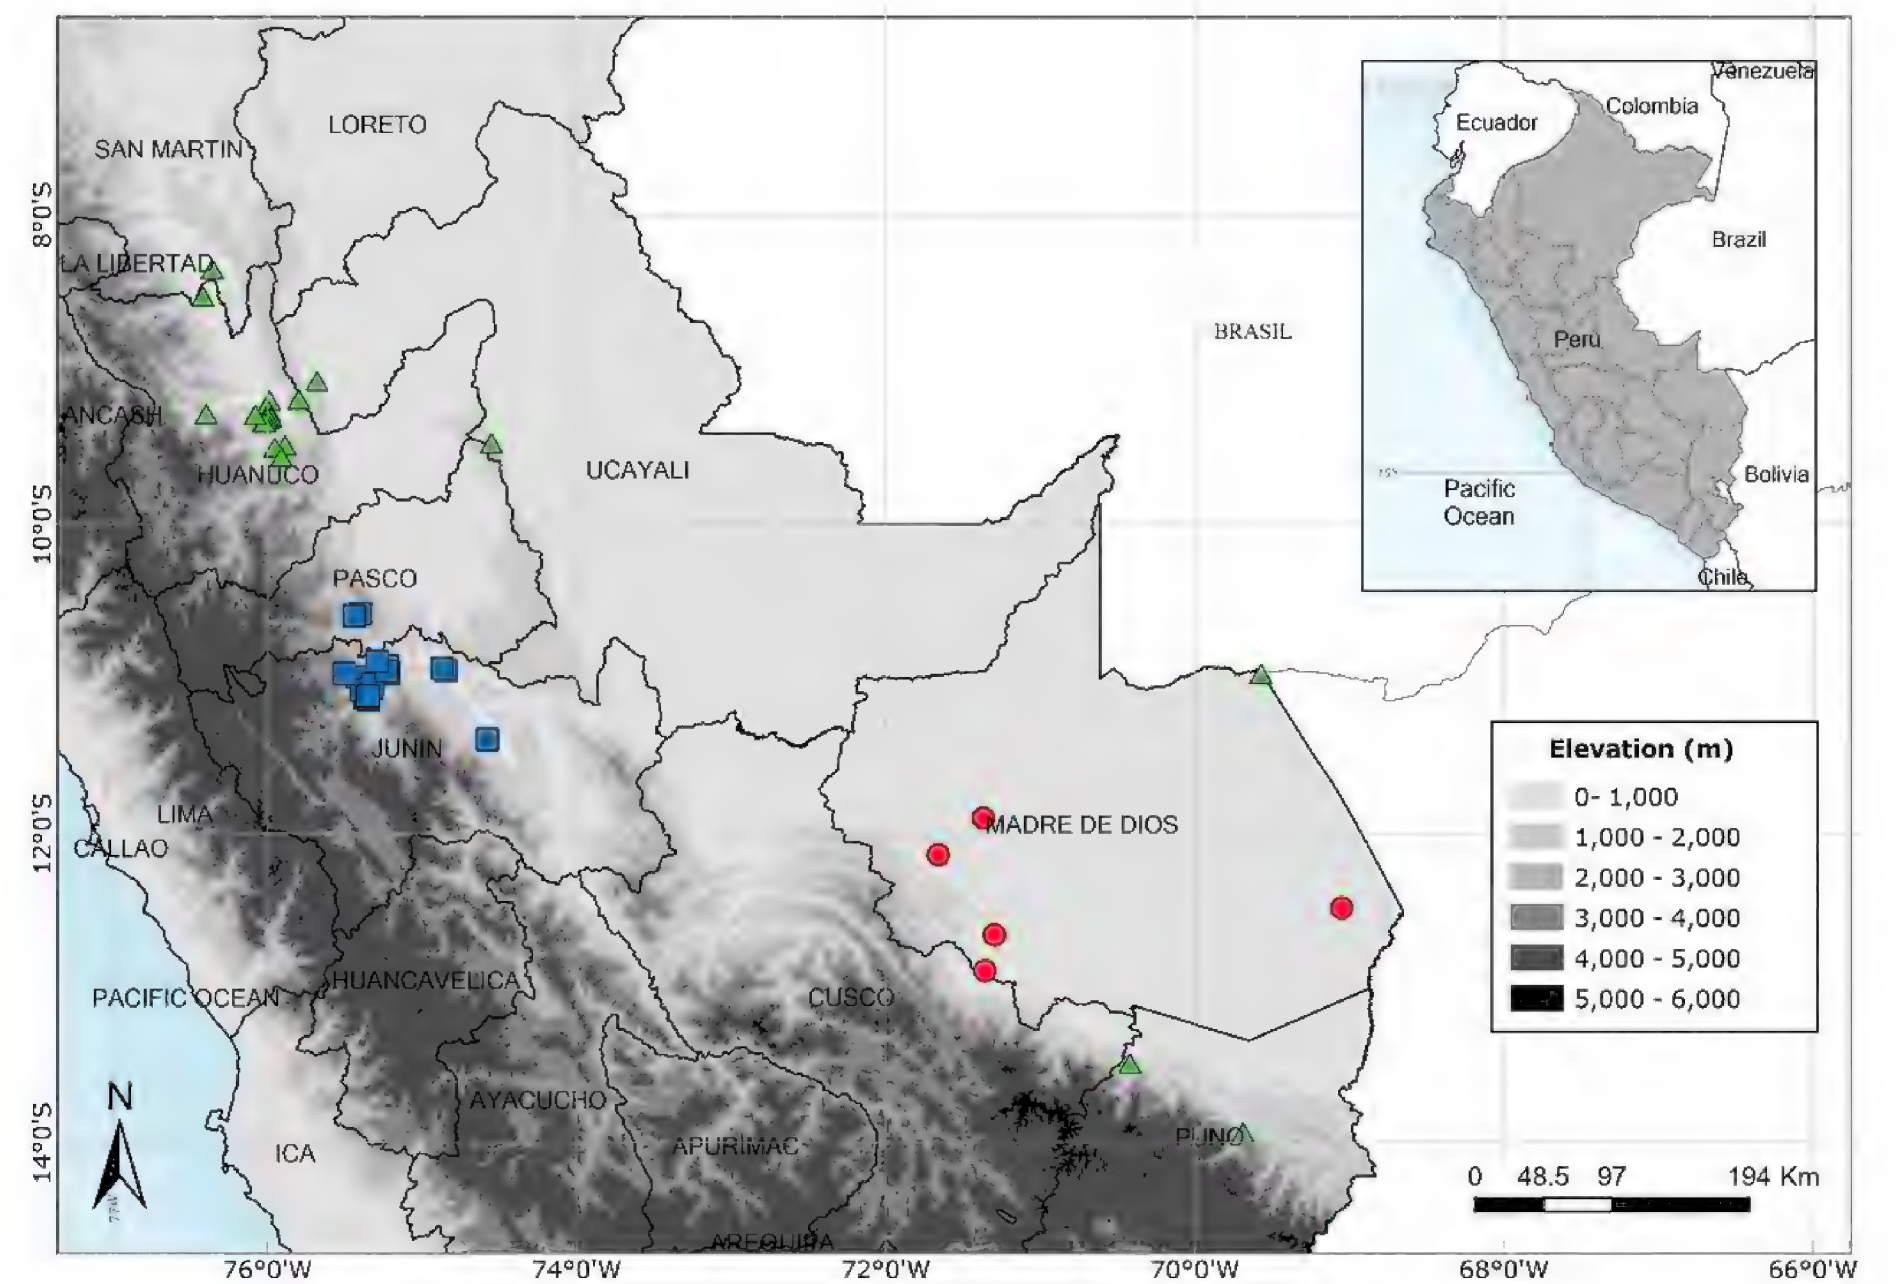 Venezuela
Colombia
Ecuador
Brazil
Perú
Bolivia
Pacific
Ocean
Chile
LORETO
SAN MARTIN
8°0'S
LA LIBERTAD
BRASIL
ANCASH
HUANUCO
UCAYALI
10°0'S
PASCO
JUNIN
Elevation (m)
0- 1,000
1,000 - 2,000
2,000 - 3,000
3,000 - 4,000
4,000 - 5,000
5,000 - 6,000
LIMA
MADRE DE DIOS
12°0'S
CALLAO
HUANCAVELICA
PACIFIC OCEAN
CUSCO
N
AYACUCHO
14°0'S
PUNO
APURIMAC
ICA
0 48.5 97 194 Km
AREQUIPA
76°0'W 74°0'W 72°0'W 70°0'W 68°0'W 66°0'W